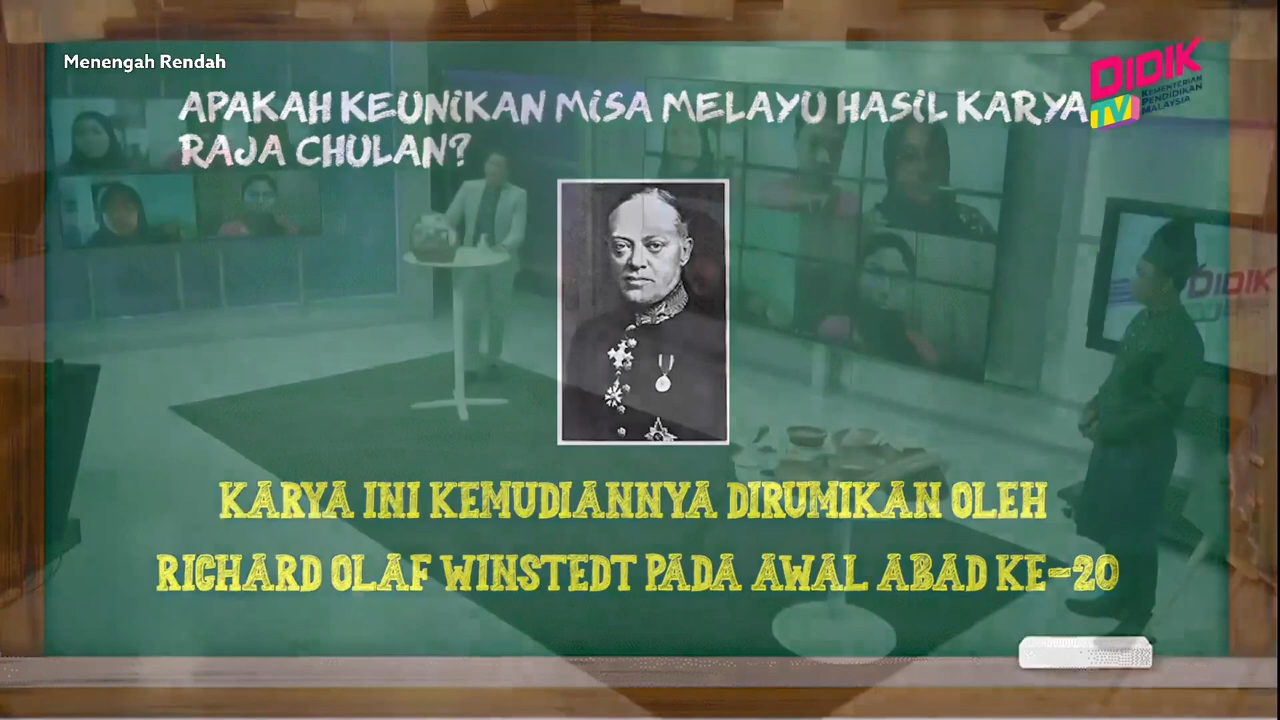 Menengah Rendah
APAKAH KEUNIKAN MISA MELAYU HASIL KARYA
RAJA CHULAN?
DIDIK
TV
KEMENTERIAN
PENDIDIKAN
MALAYSIA
DIDIK
KARYA INI KEMUDIANNYA DIRUMIKAN OLEH
RICHARD OLAF WINSTEDT PADA AWAL ABAD KE-20